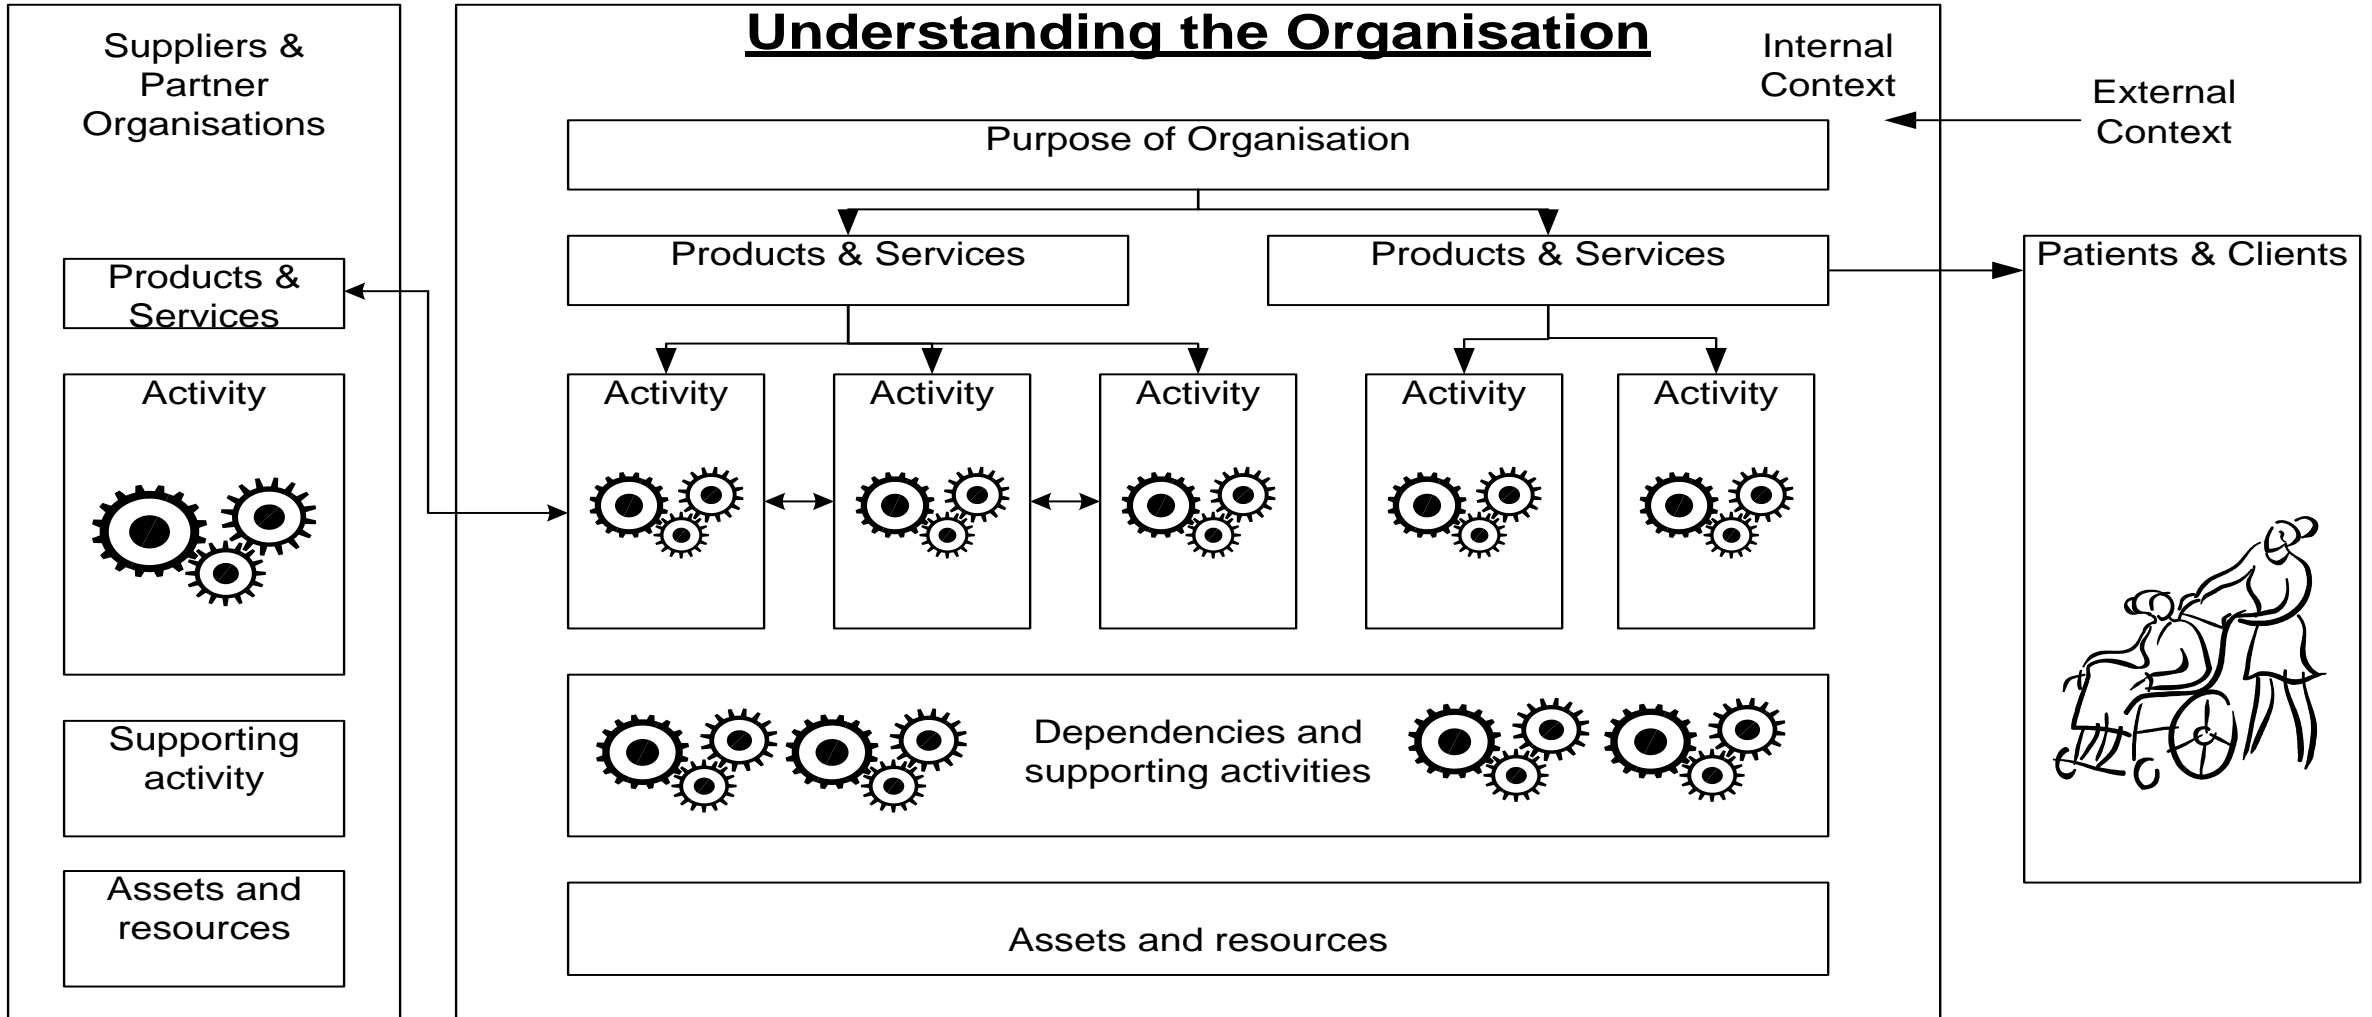 Understanding the Organisation
Suppliers &
Partner
Organisations
Products &
Services
Activity
Supporting
activity
Assets and
resources
Internal
Context
External
Context
Purpose of Organisation
Products & Services
Products & Services
Activity
Activity
Activity
Activity
Activity
Dependencies and
supporting activities
Assets and resources
Patients & Clients